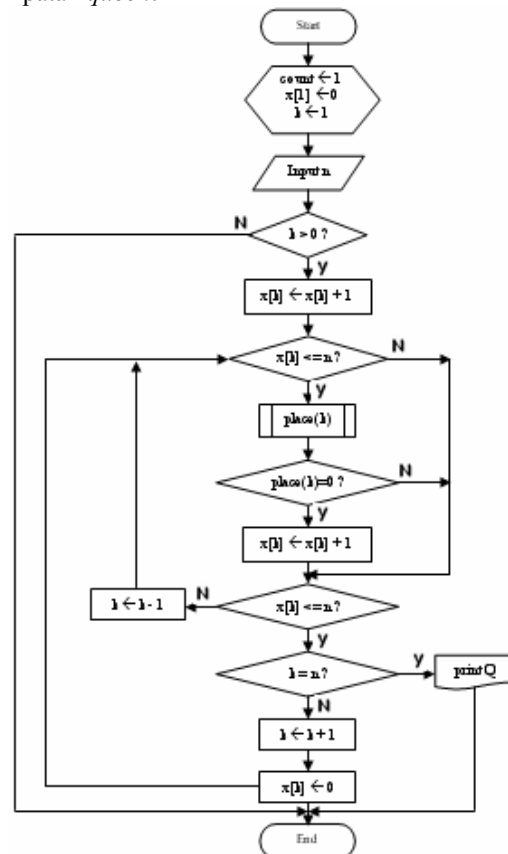 Start
count ← 1
x[1] ← 0
k ← 1
Input n
N
k > 0 ?
y
x[k] ← x[k] + 1
x[k] <= n ?
N
y
place(k)
place(k)=0 ?
N
y
x[k] ← x[k] + 1
k ← k - 1
N
x[k] <= n ?
y
k = n ?
y
print Q
N
k ← k + 1
x[k] ← 0
End